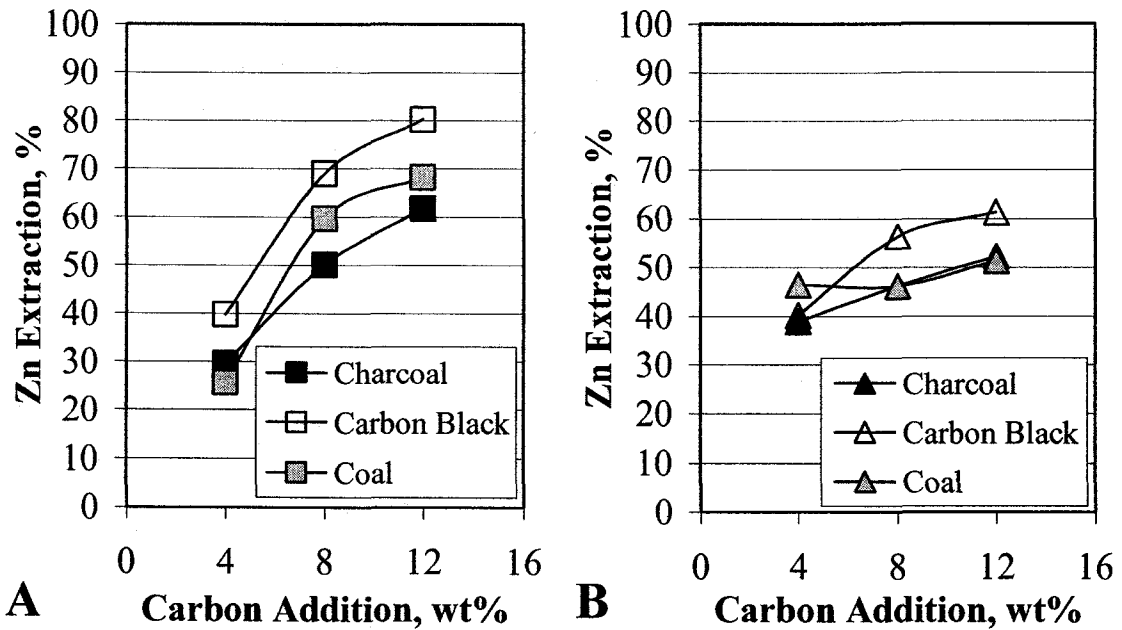 100
90
80
70
60
50
40
30
20
10
0
Zn Extraction, %
Charcoal
Carbon Black
Coal
0 4 8 12 16
A Carbon Addition, wt%
100
90
80
70
60
50
40
30
20
10
0
Zn Extraction, %
Charcoal
Carbon Black
Coal
0 4 8 12 16
B Carbon Addition, wt%